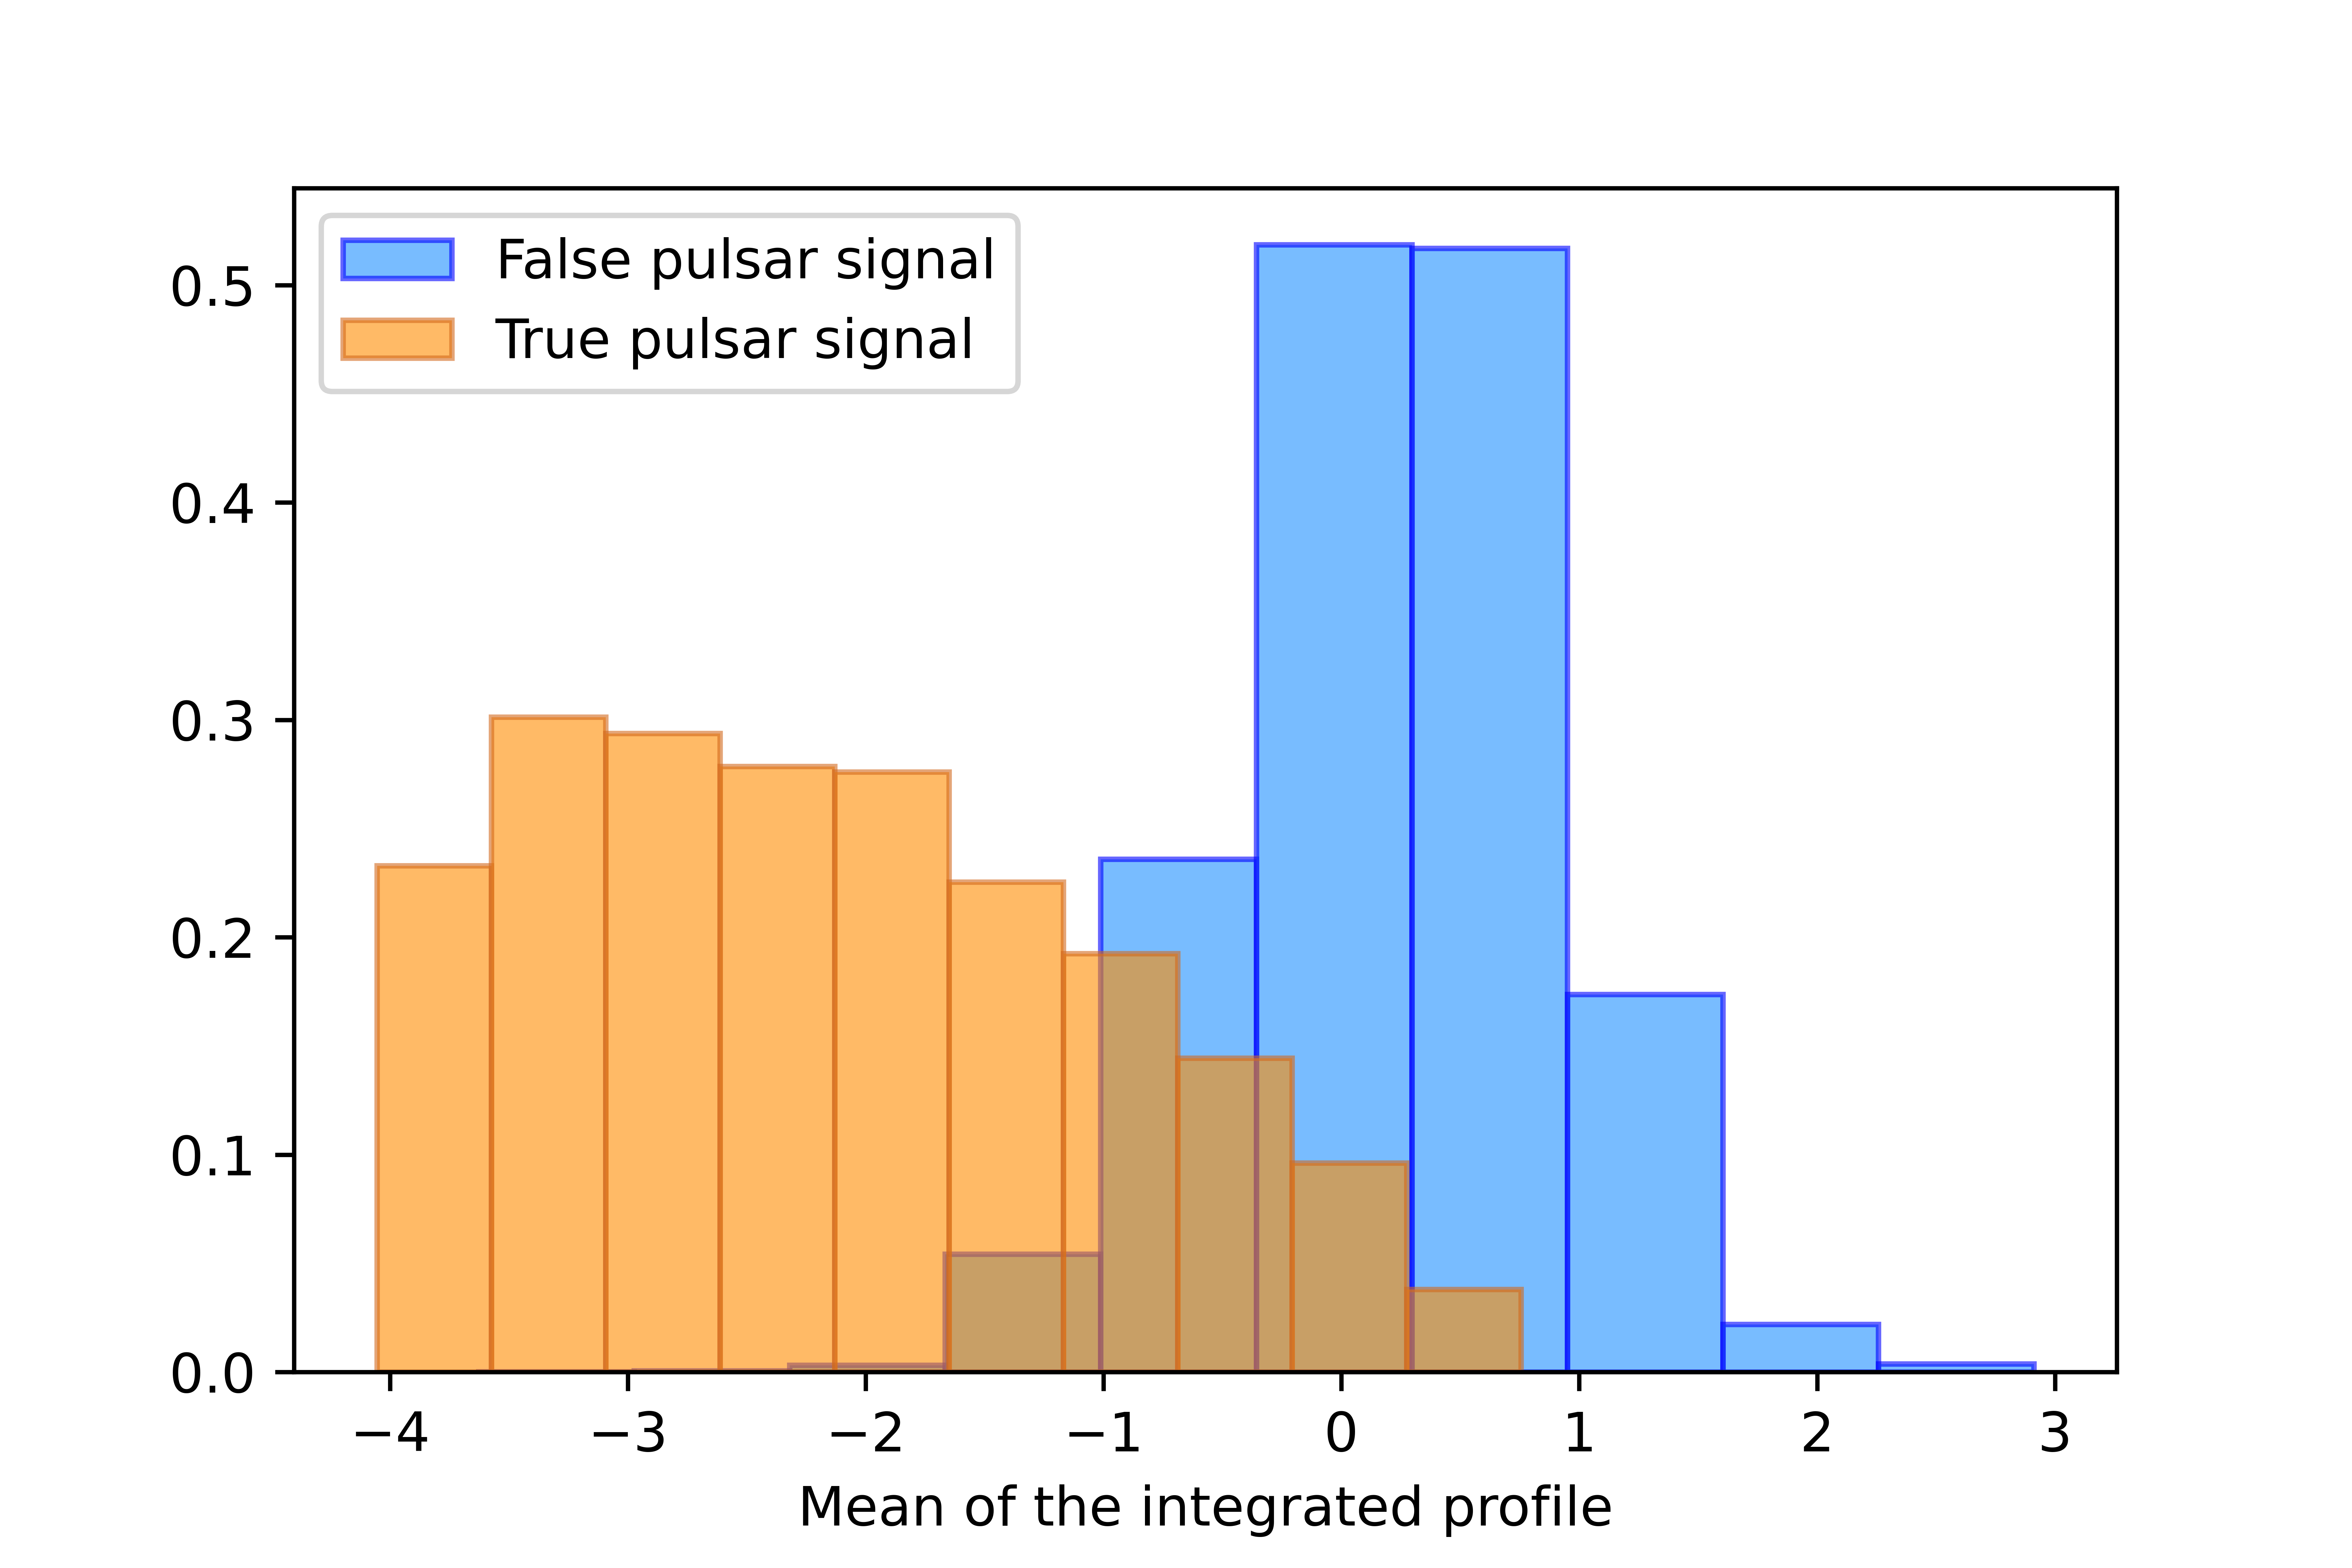 False pulsar signal
True pulsar signal
0.5
0.4
0.3
0.2
0.1
0.0
−4 −3 −2 −1 0 1 2 3
Mean of the integrated profile